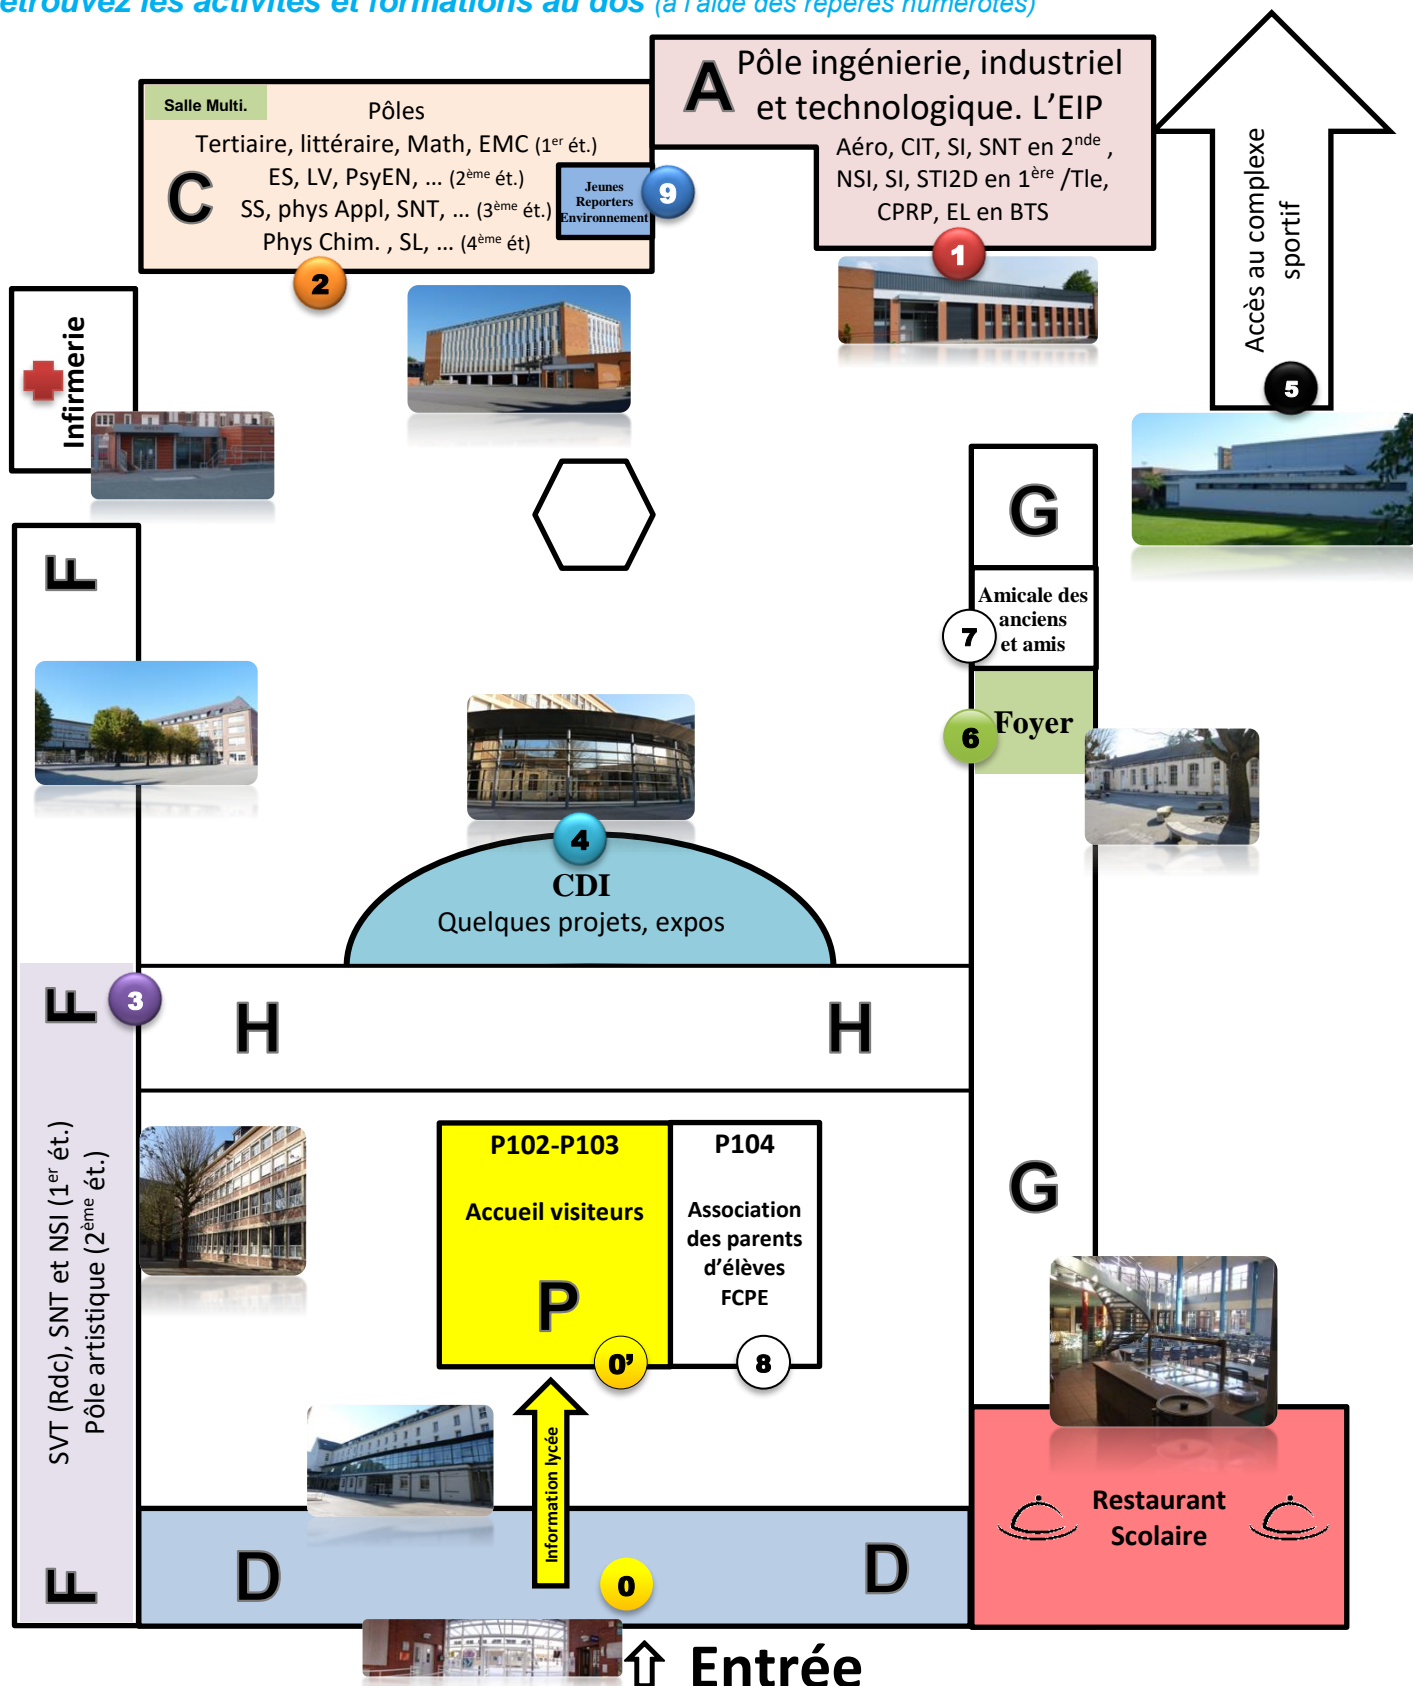 etrouvez les activités et formations au dos (à l'aide des repères numérotés)
A
Pôle ingénierie, industriel
et technologique. L'EIP
Aéro, CIT, SI, SNT en 2nde ,
NSI, SI, STI2D en 1ère /Tle,
CPRP, EL en BTS
1
Salle Multi.
Pôles
Tertiaire, littéraire, Math, EMC (1er ét.)
ES, LV, PsyEN, ... (2ème ét.)
SS, phys Appl, SNT, ... (3ème ét.)
Phys Chim. , SL, ... (4ème ét)
C
Jeunes
Reporters
Environnement
9
2
Accès au complexe
sportif
5
Infirmerie
F
G
Amicale des
anciens
et amis
7
Foyer
6
4
CDI
Quelques projets, expos
F
3
H
H
SVT (Rdc), SNT et NSI (1er ét.)
Pôle artistique (2ème ét.)
P102-P103
Accueil visiteurs
P
0'
P104
Association
des parents
d'élèves
FCPE
8
G
Information lycée
Restaurant
Scolaire
F
D
0
D
Entrée